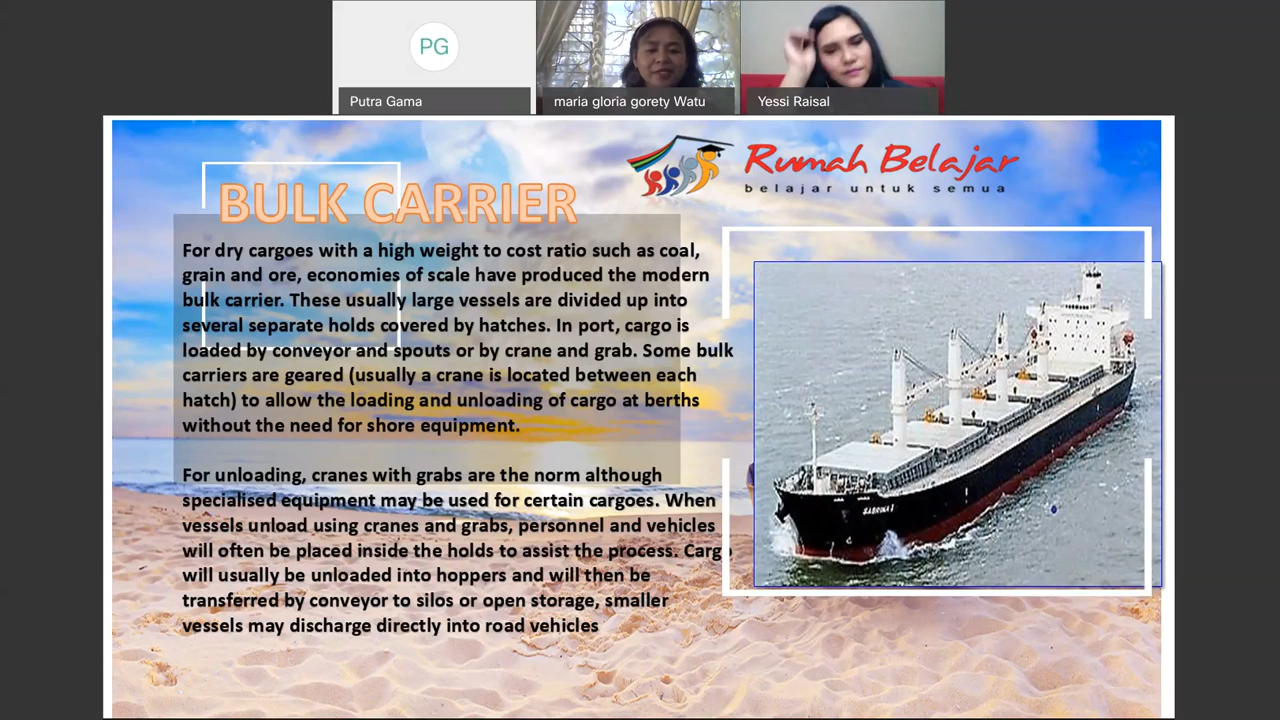 PG
Putra Gama
maria gloria gorety Watu
Yessi Raisal
Rumah Belajar
belajar untuk semua
BULK CARRIER
For dry cargoes with a high weight to cost ratio such as coal,
grain and ore, economies of scale have produced the modern
bulk carrier. These usually large vessels are divided up into
several separate holds covered by hatches. In port, cargo is
loaded by conveyor and spouts or by crane and grab. Some bulk
carriers are geared (usually a crane is located between each
hatch) to allow the loading and unloading of cargo at berths
without the need for shore equipment.
For unloading, cranes with grabs are the norm although
specialised equipment may be used for certain cargoes. When
vessels unload using cranes and grabs, personnel and vehicles
will often be placed inside the holds to assist the process. Cargo
will usually be unloaded into hoppers and will then be
transferred by conveyor to silos or open storage, smaller
vessels may discharge directly into road vehicles